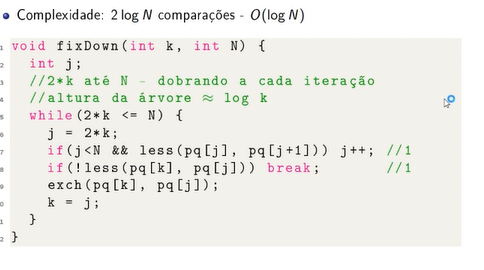 Complexidade: 2 log N comparações - O(log N)
1 void fixDown(int k, int N) {
2 int j;
3 //2*k até N - dobrando a cada iteração
4 //altura da árvore ≈ log k
5 while(2*k <= N) {
6 j = 2*k;
7 if(j<N && less(pq[j], pq[j+1])) j++; //1
8 if(!less(pq[k], pq[j])) break; //1
9 exch(pq[k], pq[j]);
0 k = j;
1 }
2 }